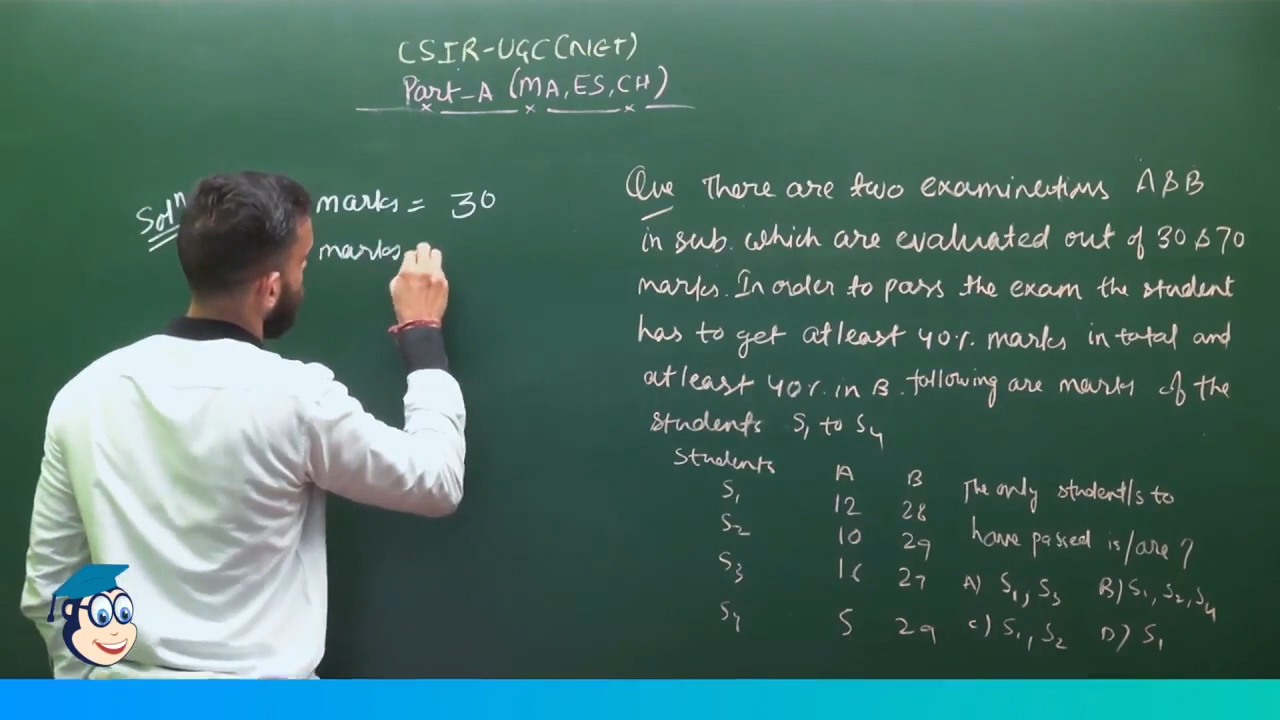 CSIR-UGC(NET)
Part-A (MA, ES, CH)
Solⁿ marks = 30
marks
Que There are two examinations A & B
in sub. which are evaluated out of 30 & 70
marks. In order to pass the exam the student
has to get at least 40% marks in total and
at least 40% in B. following are marks of the
students S₁ to S₄
Students A B
S₁ 12 28
S₂ 10 29
S₃ 16 27
S₄ 5 29
The only student/s to
have passed is/are ?
A) S₁, S₃ B) S₁, S₂, S₄
C) S₁, S₂ D) S₁